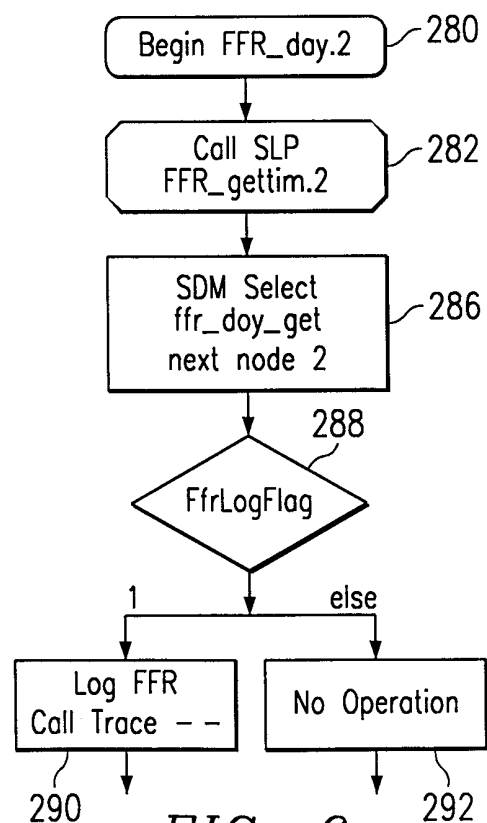 Begin FFR_day.2
280
Call SLP
FFR_gettim.2
282
SDM Select
ffr_doy_get
next node 2
286
288
FfrLogFlag
1
else
Log FFR
Call Trace - -
No Operation
290
292